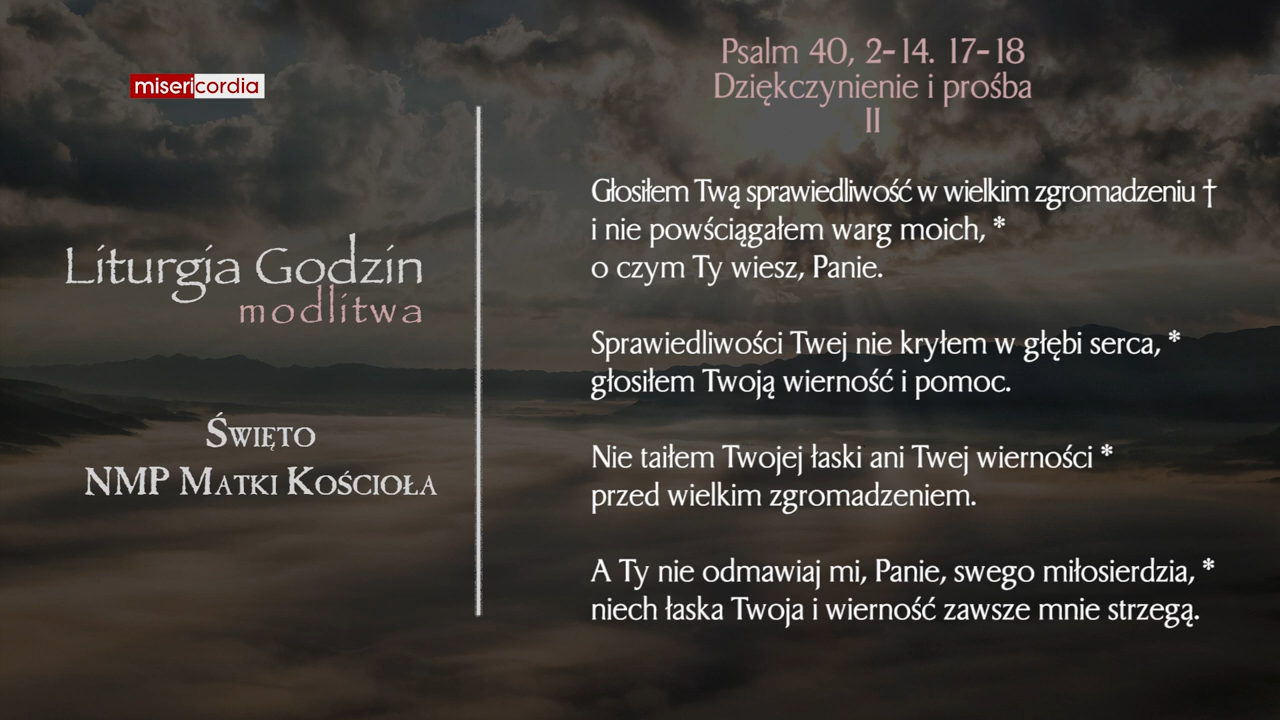 misericordia
Liturgia Godzin
modlitwa
Święto
NMP Matki Kościoła
Psalm 40, 2-14. 17-18
Dziękczynienie i prośba
II
Głosiłem Twą sprawiedliwość w wielkim zgromadzeniu †
i nie powściągałem warg moich, *
o czym Ty wiesz, Panie.
Sprawiedliwości Twej nie kryłem w głębi serca, *
głosiłem Twoją wierność i pomoc.
Nie taiłem Twojej łaski ani Twej wierności *
przed wielkim zgromadzeniem.
A Ty nie odmawiaj mi, Panie, swego miłosierdzia, *
niech łaska Twoja i wierność zawsze mnie strzegą.